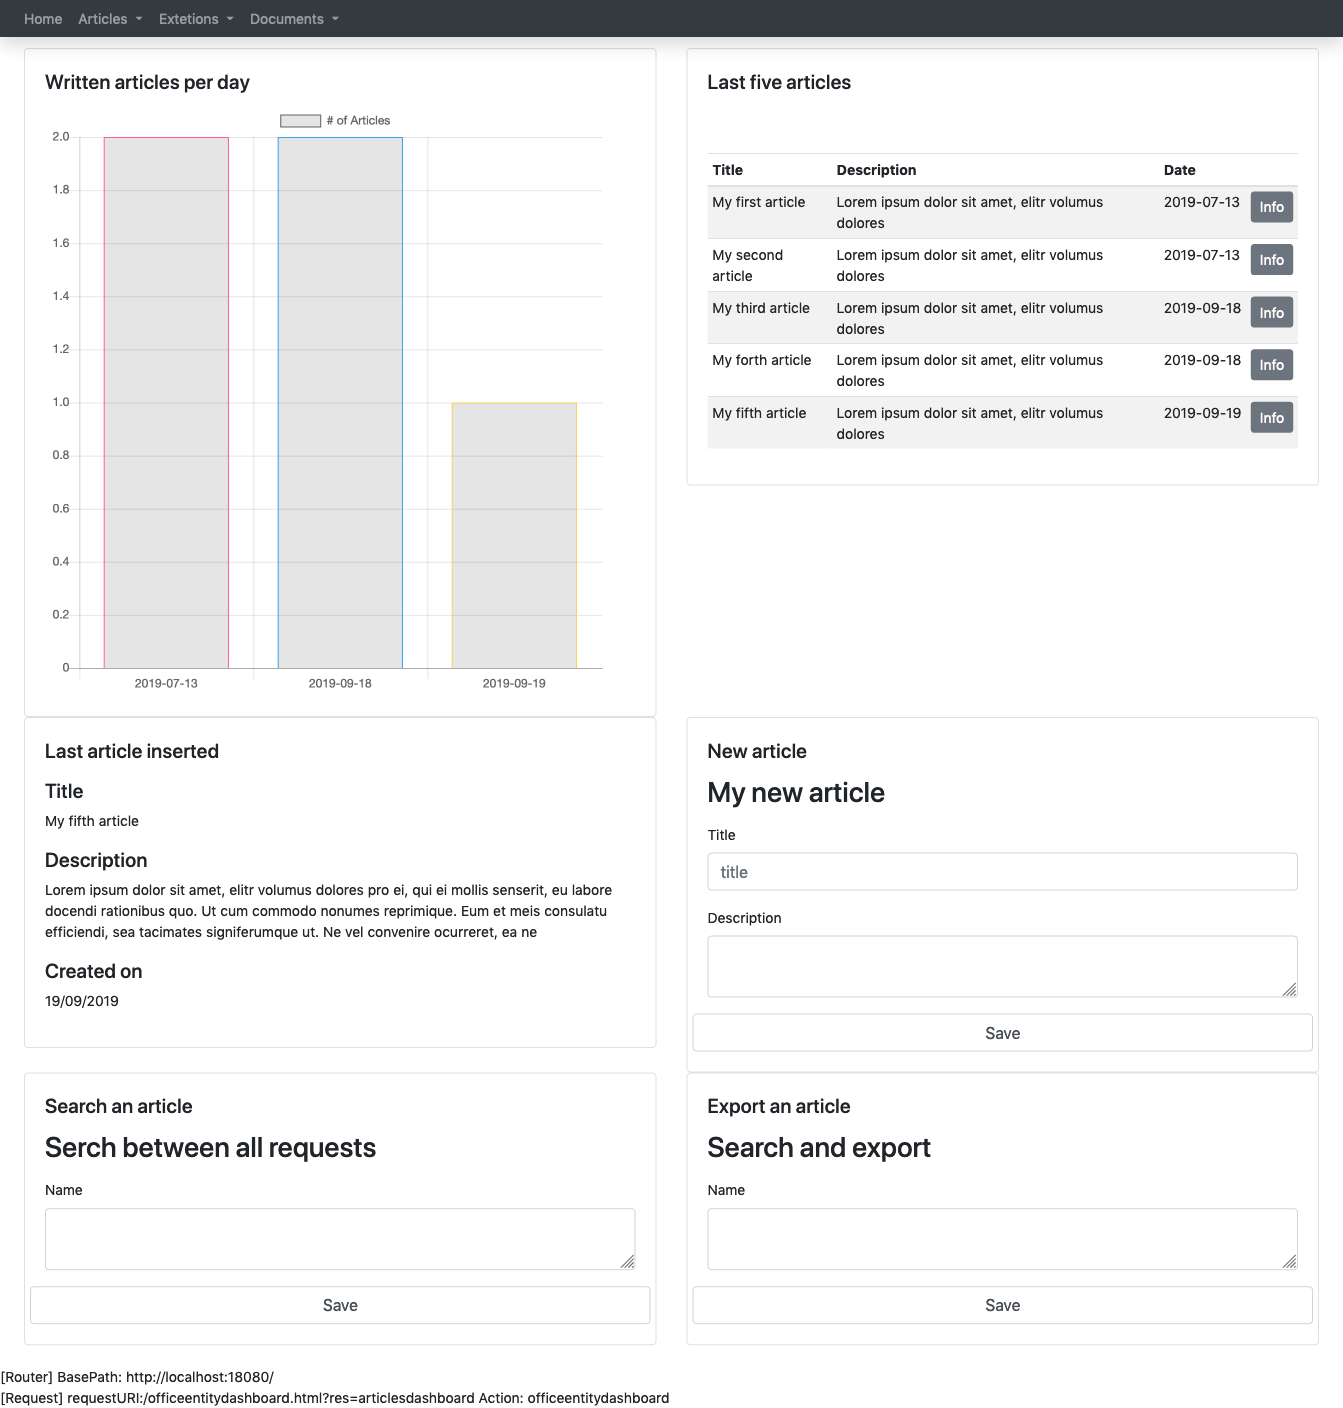 Home Articles Extetions Documents
Written articles per day
# of Articles
2.0
1.8
1.6
1.4
1.2
1.0
0.8
0.6
0.4
0.2
0
2019-07-13 2019-09-18 2019-09-19
Last five articles
Title Description Date
My first article Lorem ipsum dolor sit amet, elitr volumus 2019-07-13 Info
dolores
My second Lorem ipsum dolor sit amet, elitr volumus 2019-07-13 Info
article dolores
My third article Lorem ipsum dolor sit amet, elitr volumus 2019-09-18 Info
dolores
My forth article Lorem ipsum dolor sit amet, elitr volumus 2019-09-18 Info
dolores
My fifth article Lorem ipsum dolor sit amet, elitr volumus 2019-09-19 Info
dolores
Last article inserted
Title
My fifth article
Description
Lorem ipsum dolor sit amet, elitr volumus dolores pro ei, qui ei mollis senserit, eu labore
docendi rationibus quo. Ut cum commodo nonumes reprimique. Eum et meis consulatu
efficiendi, sea tacimates signiferumque ut. Ne vel convenire ocurreret, ea ne
Created on
19/09/2019
New article
My new article
Title
title
Description
Save
Search an article
Serch between all requests
Name
Save
Export an article
Search and export
Name
Save
[Router] BasePath: http://localhost:18080/
[Request] requestURI:/officeentitydashboard.html?res=articlesdashboard Action: officeentitydashboard